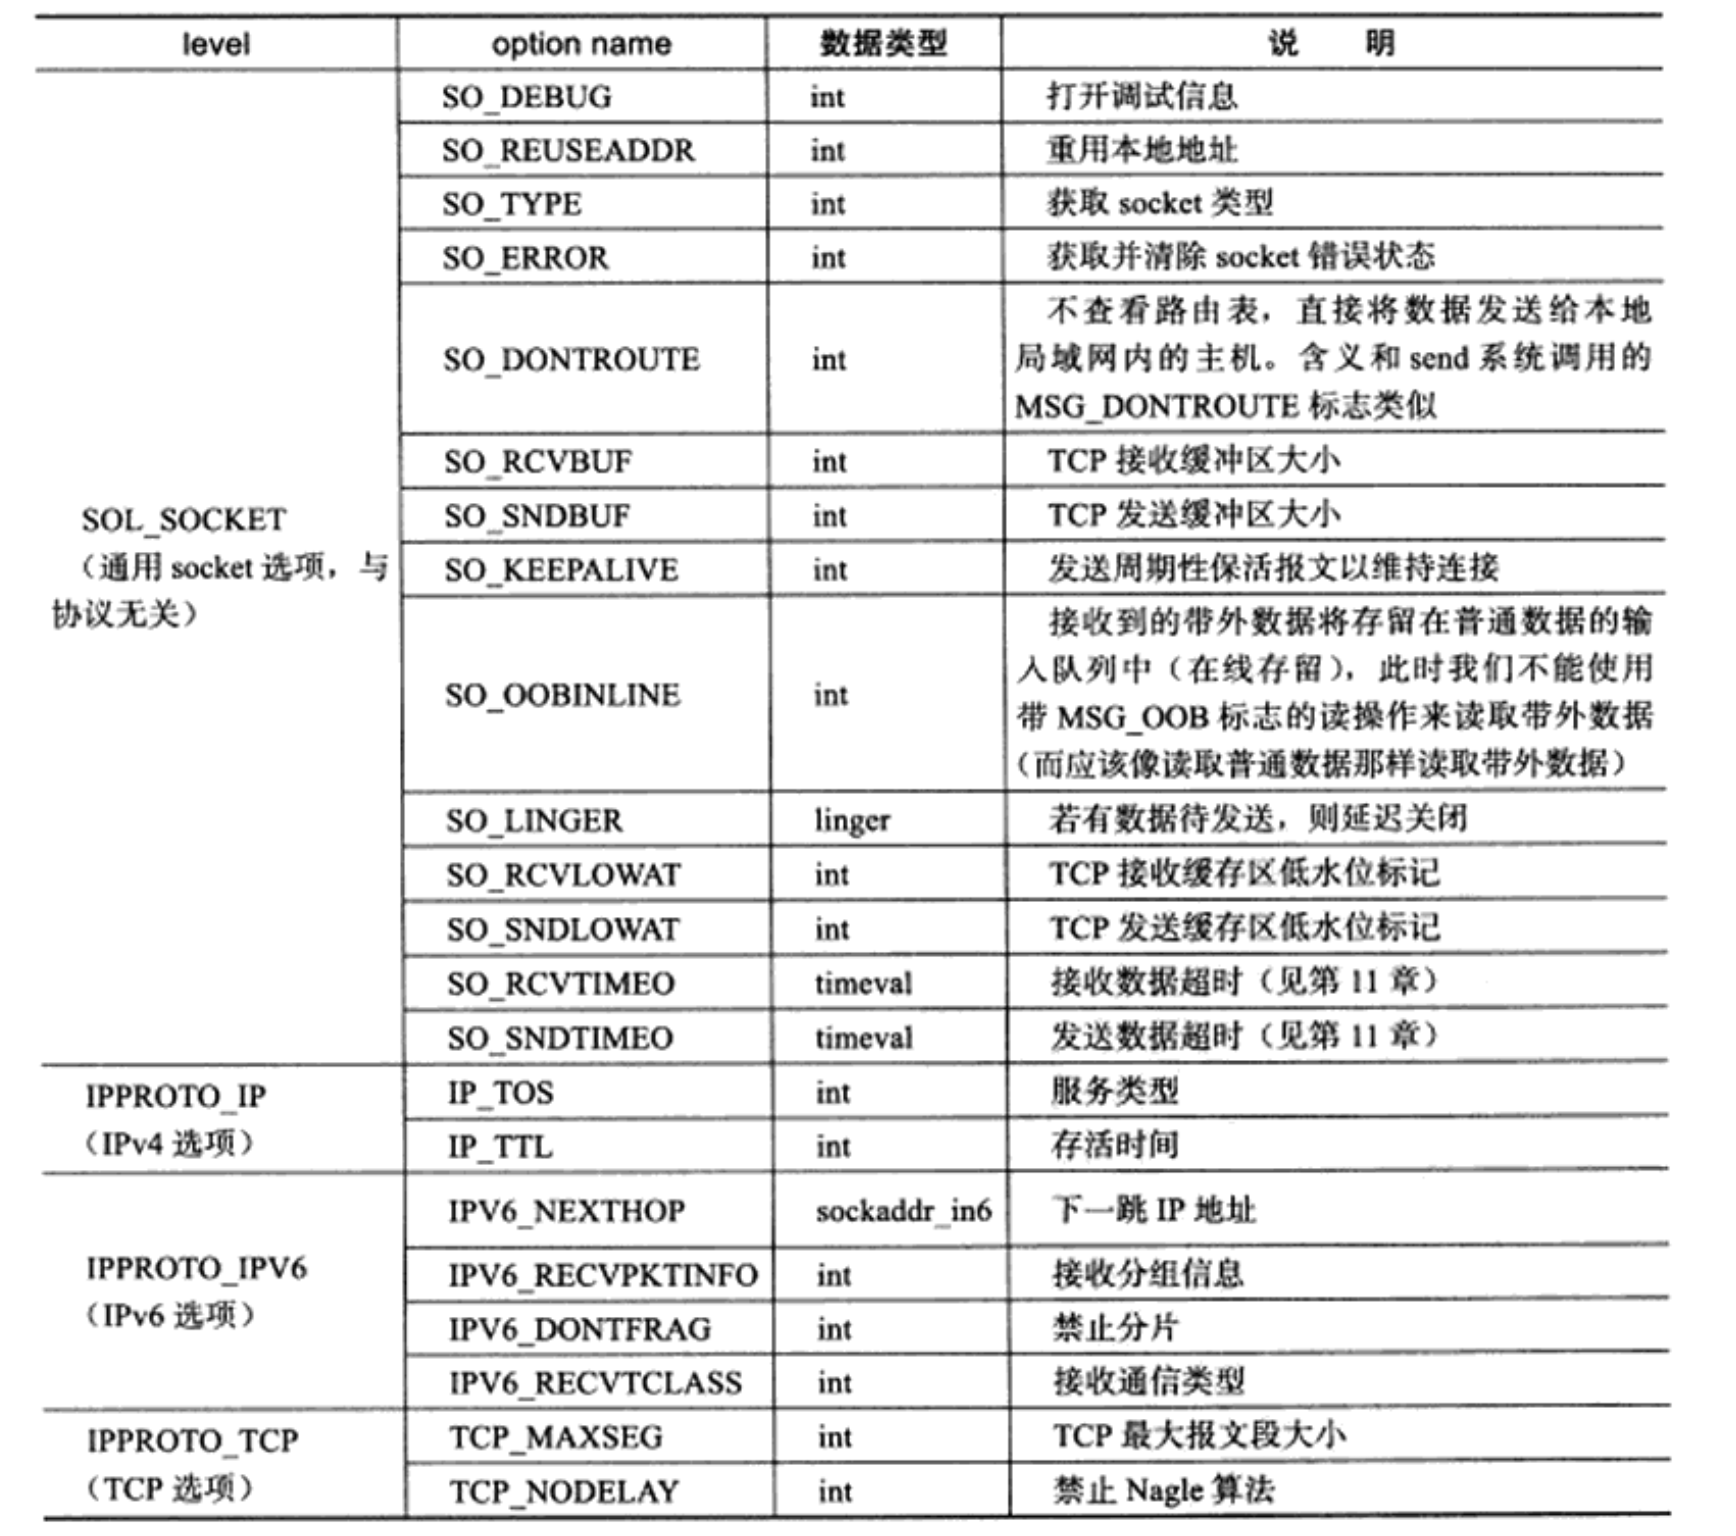 level option name 数据类型 说 明
SO_DEBUG int 打开调试信息
SO_REUSEADDR int 重用本地地址
SO_TYPE int 获取 socket 类型
SO_ERROR int 获取并清除 socket 错误状态
SO_DONTROUTE int
不查看路由表，直接将数据发送给本地
局域网内的主机。含义和 send 系统调用的
MSG_DONTROUTE 标志类似
SO_RCVBUF int TCP 接收缓冲区大小
SOL_SOCKET
（通用 socket 选项，与
协议无关）
SO_SNDBUF int TCP 发送缓冲区大小
SO_KEEPALIVE int 发送周期性保活报文以维持连接
SO_OOBINLINE int
接收到的带外数据将存留在普通数据的输
入队列中（在线存留），此时我们不能使用
带 MSG_OOB 标志的读操作来读取带外数据
（而应该像读取普通数据那样读取带外数据）
SO_LINGER linger 若有数据待发送，则延迟关闭
SO_RCVLOWAT int TCP 接收缓存区低水位标记
SO_SNDLOWAT int TCP 发送缓存区低水位标记
SO_RCVTIMEO timeval 接收数据超时（见第 11 章）
SO_SNDTIMEO timeval 发送数据超时（见第 11 章）
IPPROTO_IP
（IPv4 选项）
IP_TOS int 服务类型
IP_TTL int 存活时间
IPPROTO_IPV6
（IPv6 选项）
IPV6_NEXTHOP sockaddr_in6 下一跳 IP 地址
IPV6_RECVPKTINFO int 接收分组信息
IPV6_DONTFRAG int 禁止分片
IPV6_RECVTCLASS int 接收通信类型
IPPROTO_TCP
（TCP 选项）
TCP_MAXSEG int TCP 最大报文段大小
TCP_NODELAY int 禁止 Nagle 算法